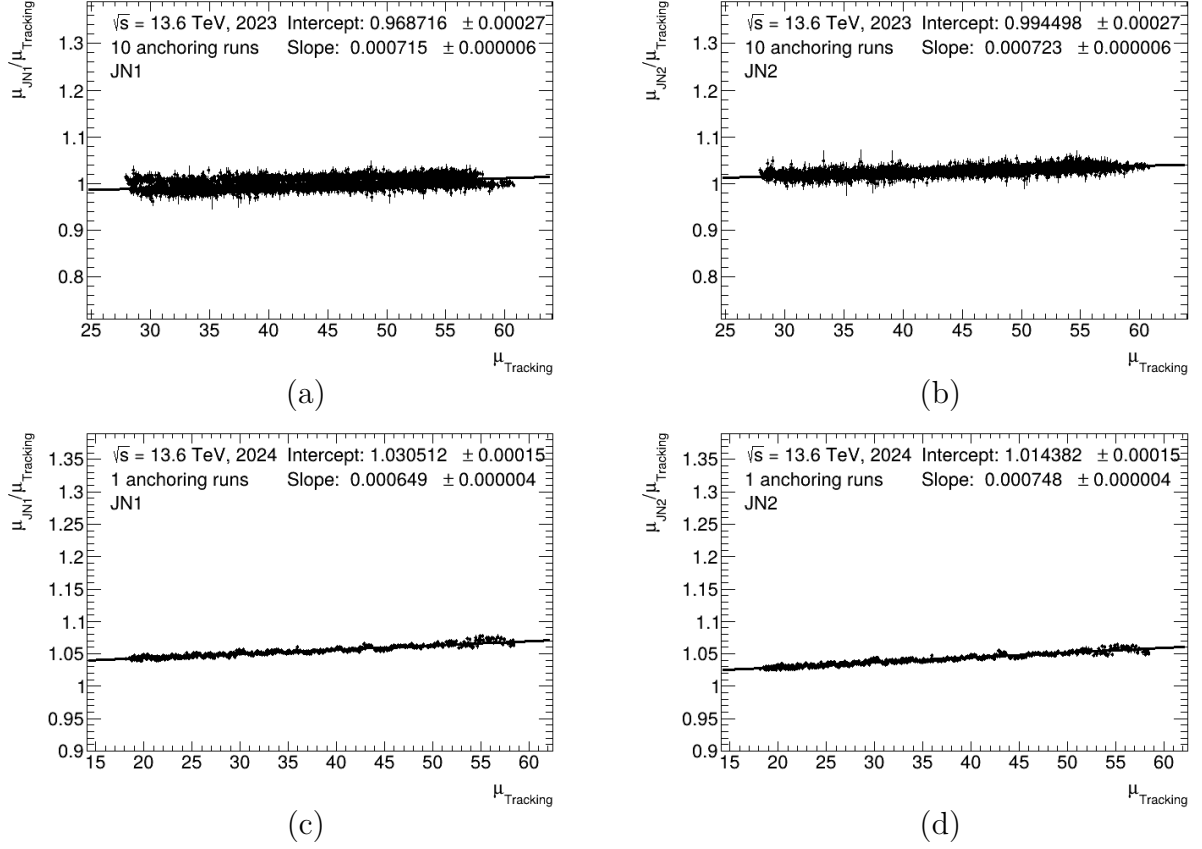 √s = 13.6 TeV, 2023 Intercept: 0.968716 ± 0.00027
10 anchoring runs Slope: 0.000715 ± 0.000006
JN1
μJN1/μTracking
1.3
1.2
1.1
1
0.9
0.8
25 30 35 40 45 50 55 60
μTracking
(a)
√s = 13.6 TeV, 2023 Intercept: 0.994498 ± 0.00027
10 anchoring runs Slope: 0.000723 ± 0.000006
JN2
μJN2/μTracking
1.3
1.2
1.1
1
0.9
0.8
25 30 35 40 45 50 55 60
μTracking
(b)
√s = 13.6 TeV, 2024 Intercept: 1.030512 ± 0.00015
1 anchoring runs Slope: 0.000649 ± 0.000004
JN1
μJN1/μTracking
1.35
1.3
1.25
1.2
1.15
1.1
1.05
1
0.95
0.9
15 20 25 30 35 40 45 50 55 60
μTracking
(c)
√s = 13.6 TeV, 2024 Intercept: 1.014382 ± 0.00015
1 anchoring runs Slope: 0.000748 ± 0.000004
JN2
μJN2/μTracking
1.35
1.3
1.25
1.2
1.15
1.1
1.05
1
0.95
0.9
15 20 25 30 35 40 45 50 55 60
μTracking
(d)